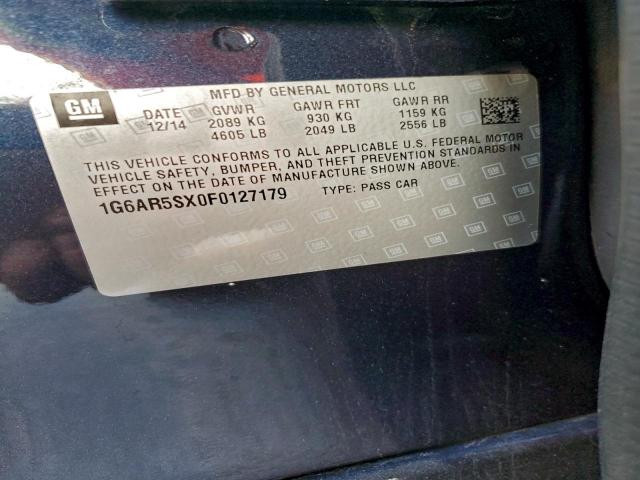 GM
MFD BY GENERAL MOTORS LLC
DATE GVWR GAWR FRT GAWR RR
12/14 2089 KG 930 KG 1159 KG
4605 LB 2049 LB 2556 LB
THIS VEHICLE CONFORMS TO ALL APPLICABLE U.S. FEDERAL MOTOR
VEHICLE SAFETY, BUMPER, AND THEFT PREVENTION STANDARDS IN
EFFECT ON THE DATE OF MANUFACTURE SHOWN ABOVE.
1G6AR5SX0F0127179 TYPE: PASS CAR